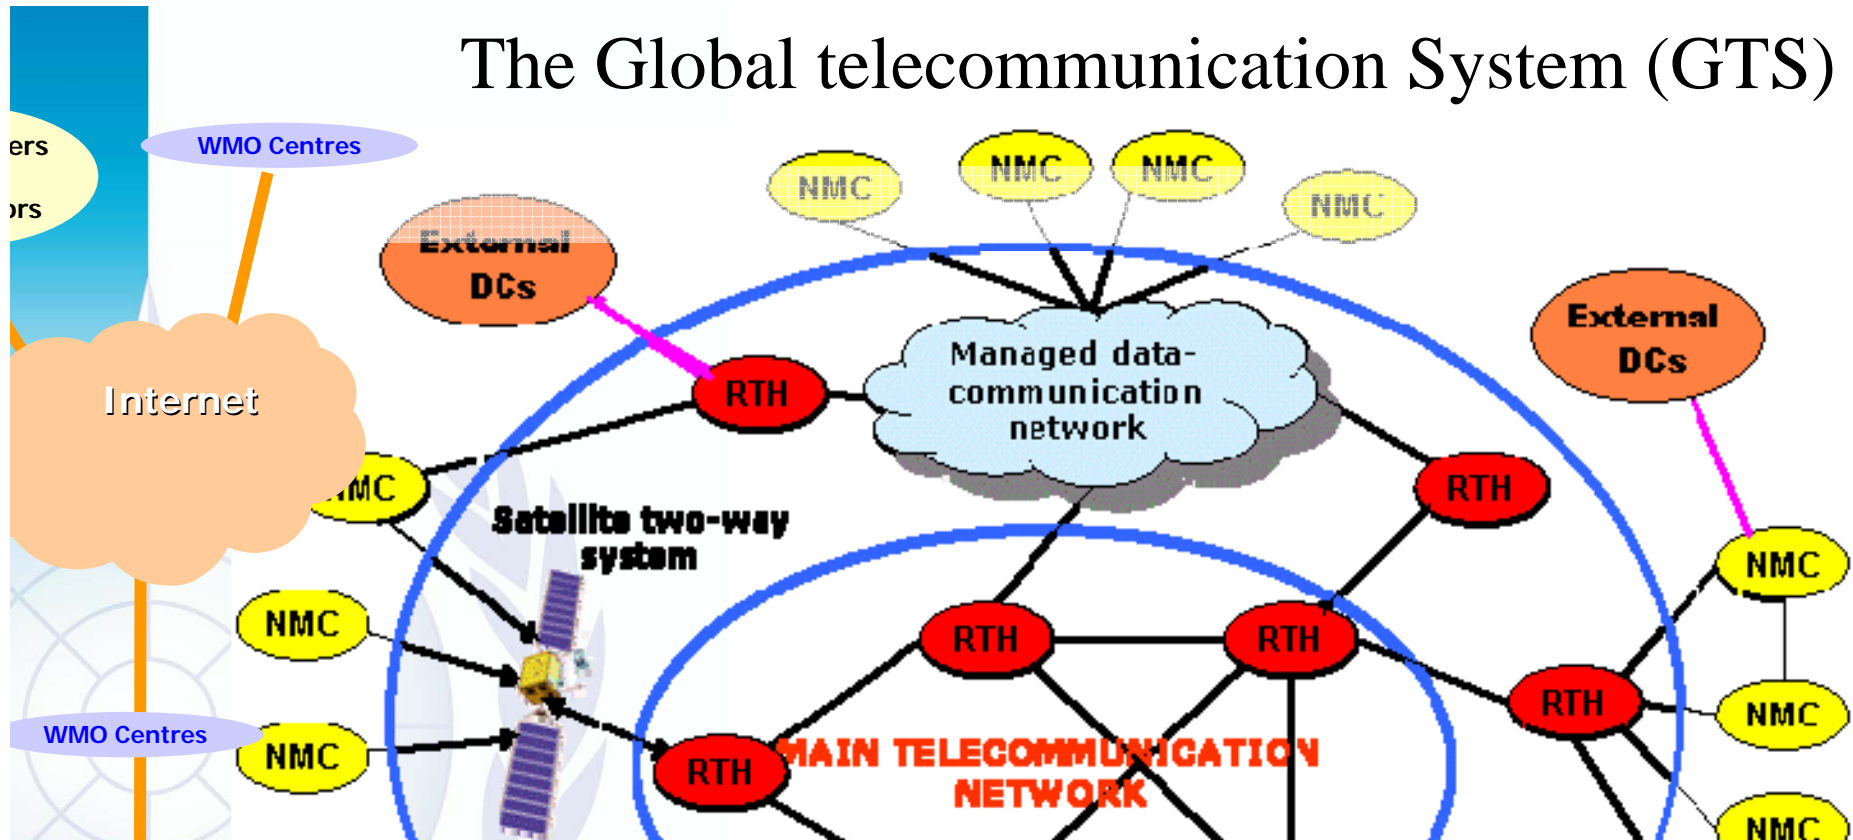 The Global telecommunication System (GTS)
ers
ors
WMO Centres
NMC
NMC
NMC
NMC
External
DCs
External
DCs
Managed data-
communication
network
RTH
Internet
NMC
RTH
Satellite two-way
system
NMC
NMC
RTH
RTH
RTH
NMC
WMO Centres
NMC
RTH
MAIN TELECOMMUNICATION
NETWORK
NMC